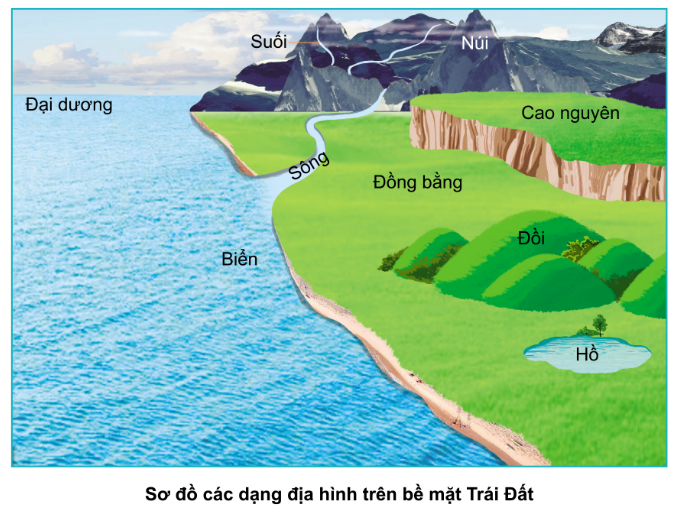 Suối
Núi
Đại dương
Cao nguyên
Sông
Đồng bằng
Đồi
Biển
Hồ
Sơ đồ các dạng địa hình trên bề mặt Trái Đất